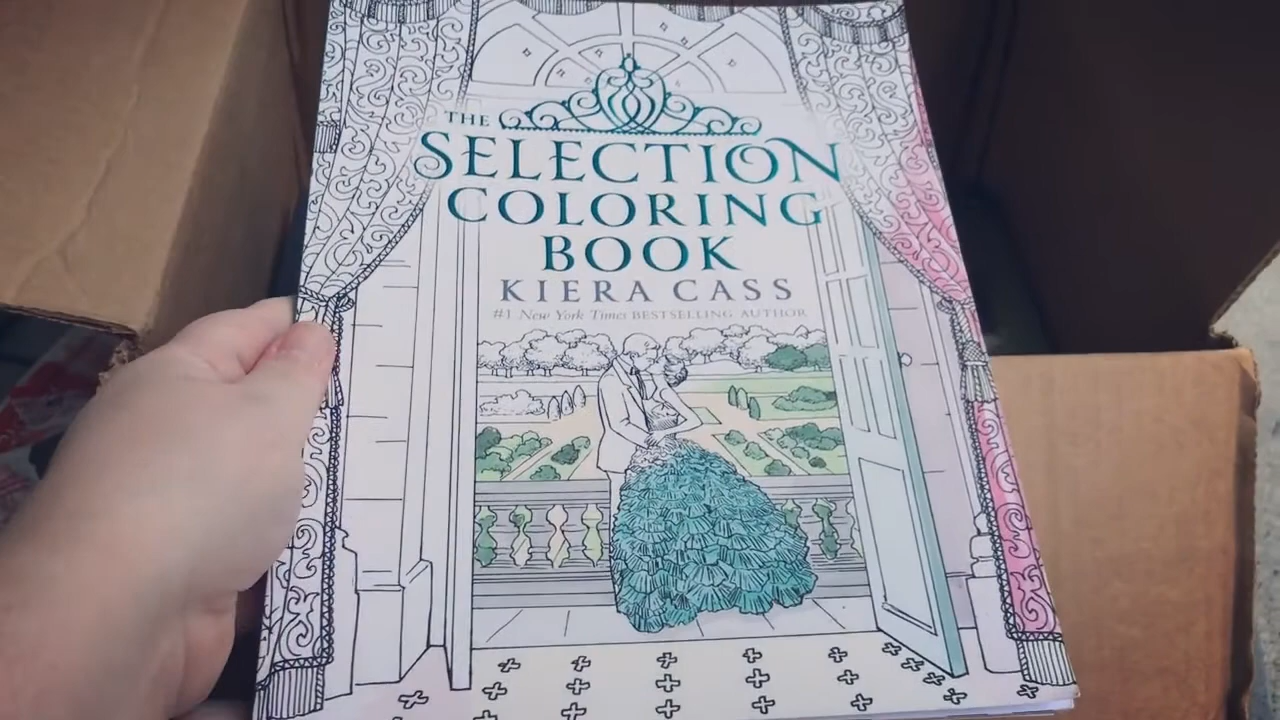 THE
SELECTION
COLORING
BOOK
KIERA CASS
#1 New York Times BESTSELLING AUTHOR